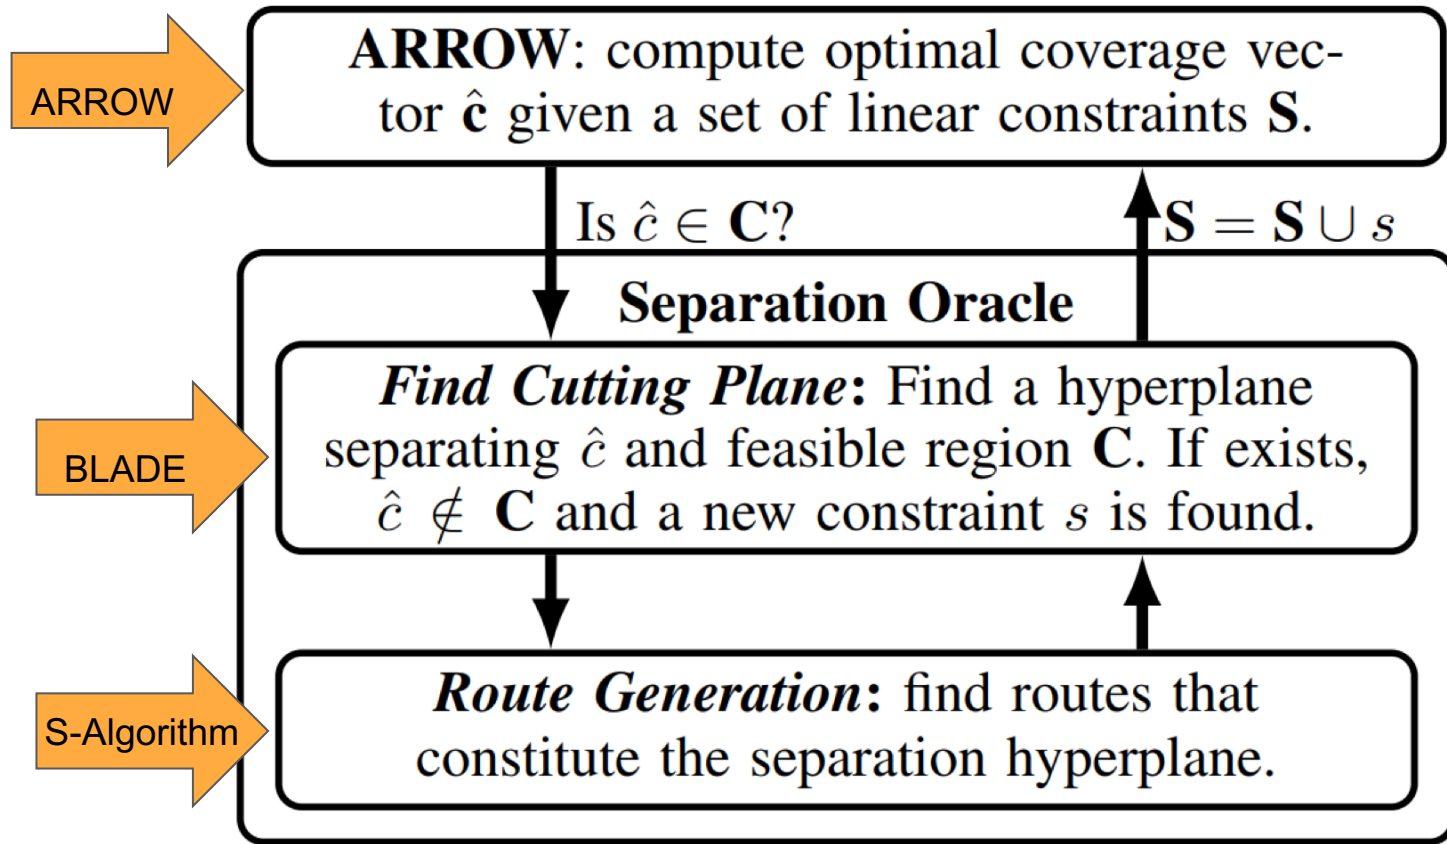 ARROW
ARROW: compute optimal coverage vec-
tor ĉ given a set of linear constraints S.
Is ĉ ∈ C?
S = S ∪ s
Separation Oracle
BLADE
Find Cutting Plane: Find a hyperplane
separating ĉ and feasible region C. If exists,
ĉ ∉ C and a new constraint s is found.
S-Algorithm
Route Generation: find routes that
constitute the separation hyperplane.